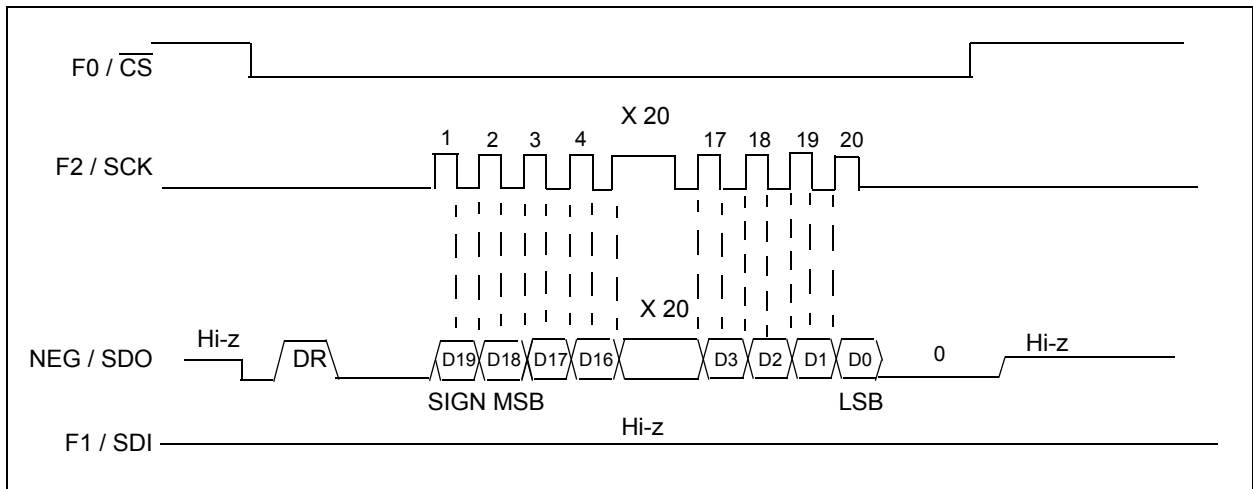 F0 / CS
X 20
1 2 3 4 17 18 19 20
F2 / SCK
X 20
Hi-z
NEG / SDO
DR
D19 D18 D17 D16 D3 D2 D1 D0
0
Hi-z
SIGN MSB
LSB
Hi-z
F1 / SDI